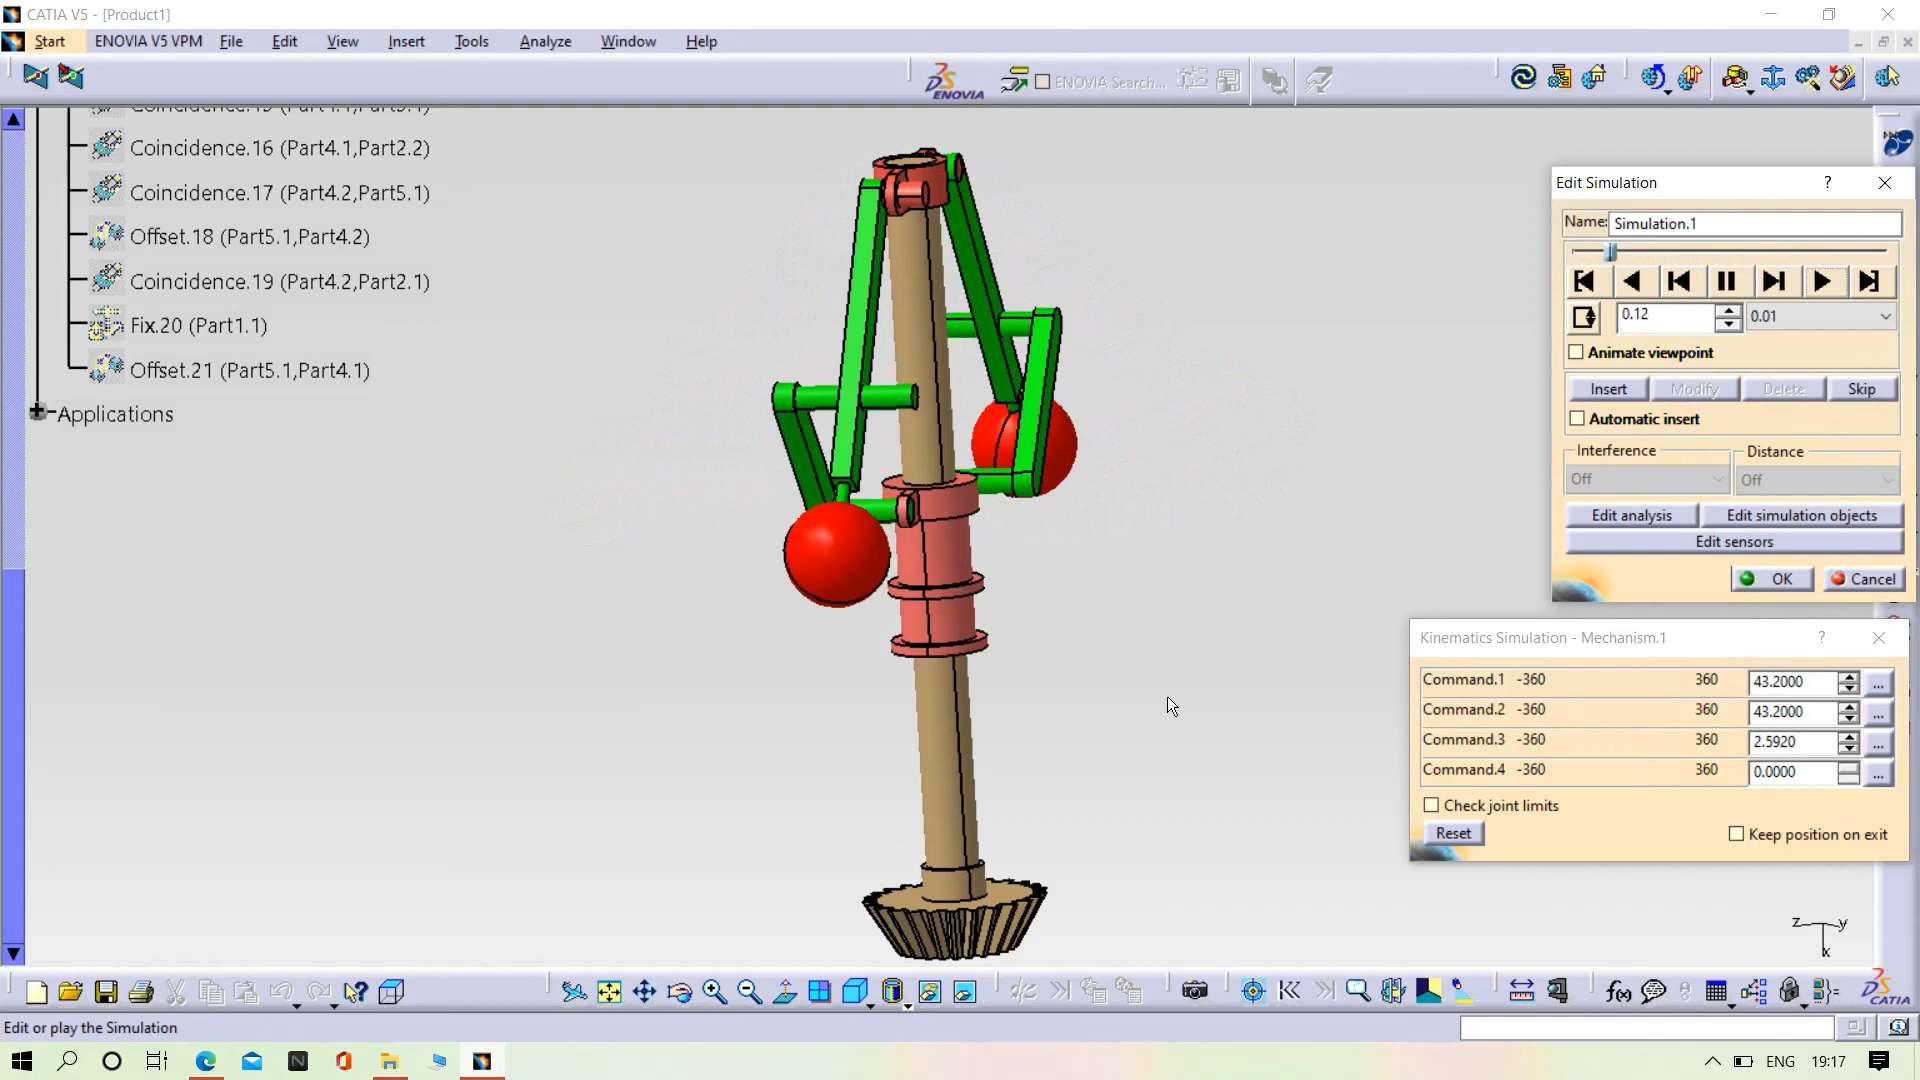 CATIA V5 - [Product1]
Start ENOVIA V5 VPM File Edit View Insert Tools Analyze Window Help
ENOVIA ENOVIA Search...
Coincidence.16 (Part4.1,Part2.2)
Coincidence.17 (Part4.2,Part5.1)
Offset.18 (Part5.1,Part4.2)
Coincidence.19 (Part4.2,Part2.1)
Fix.20 (Part1.1)
Offset.21 (Part5.1,Part4.1)
Applications
Edit Simulation ?
Name: Simulation.1
0.12 0.01
Animate viewpoint
Insert Modify Delete Skip
Automatic insert
Interference Distance
Off Off
Edit analysis Edit simulation objects
Edit sensors
OK Cancel
Kinematics Simulation - Mechanism.1 ?
Command.1 -360 360 43.2000 ...
Command.2 -360 360 43.2000 ...
Command.3 -360 360 2.5920 ...
Command.4 -360 360 0.0000 ...
Check joint limits
Reset Keep position on exit
z y
x
f(x) CATIA
Edit or play the Simulation
ENG 19:17